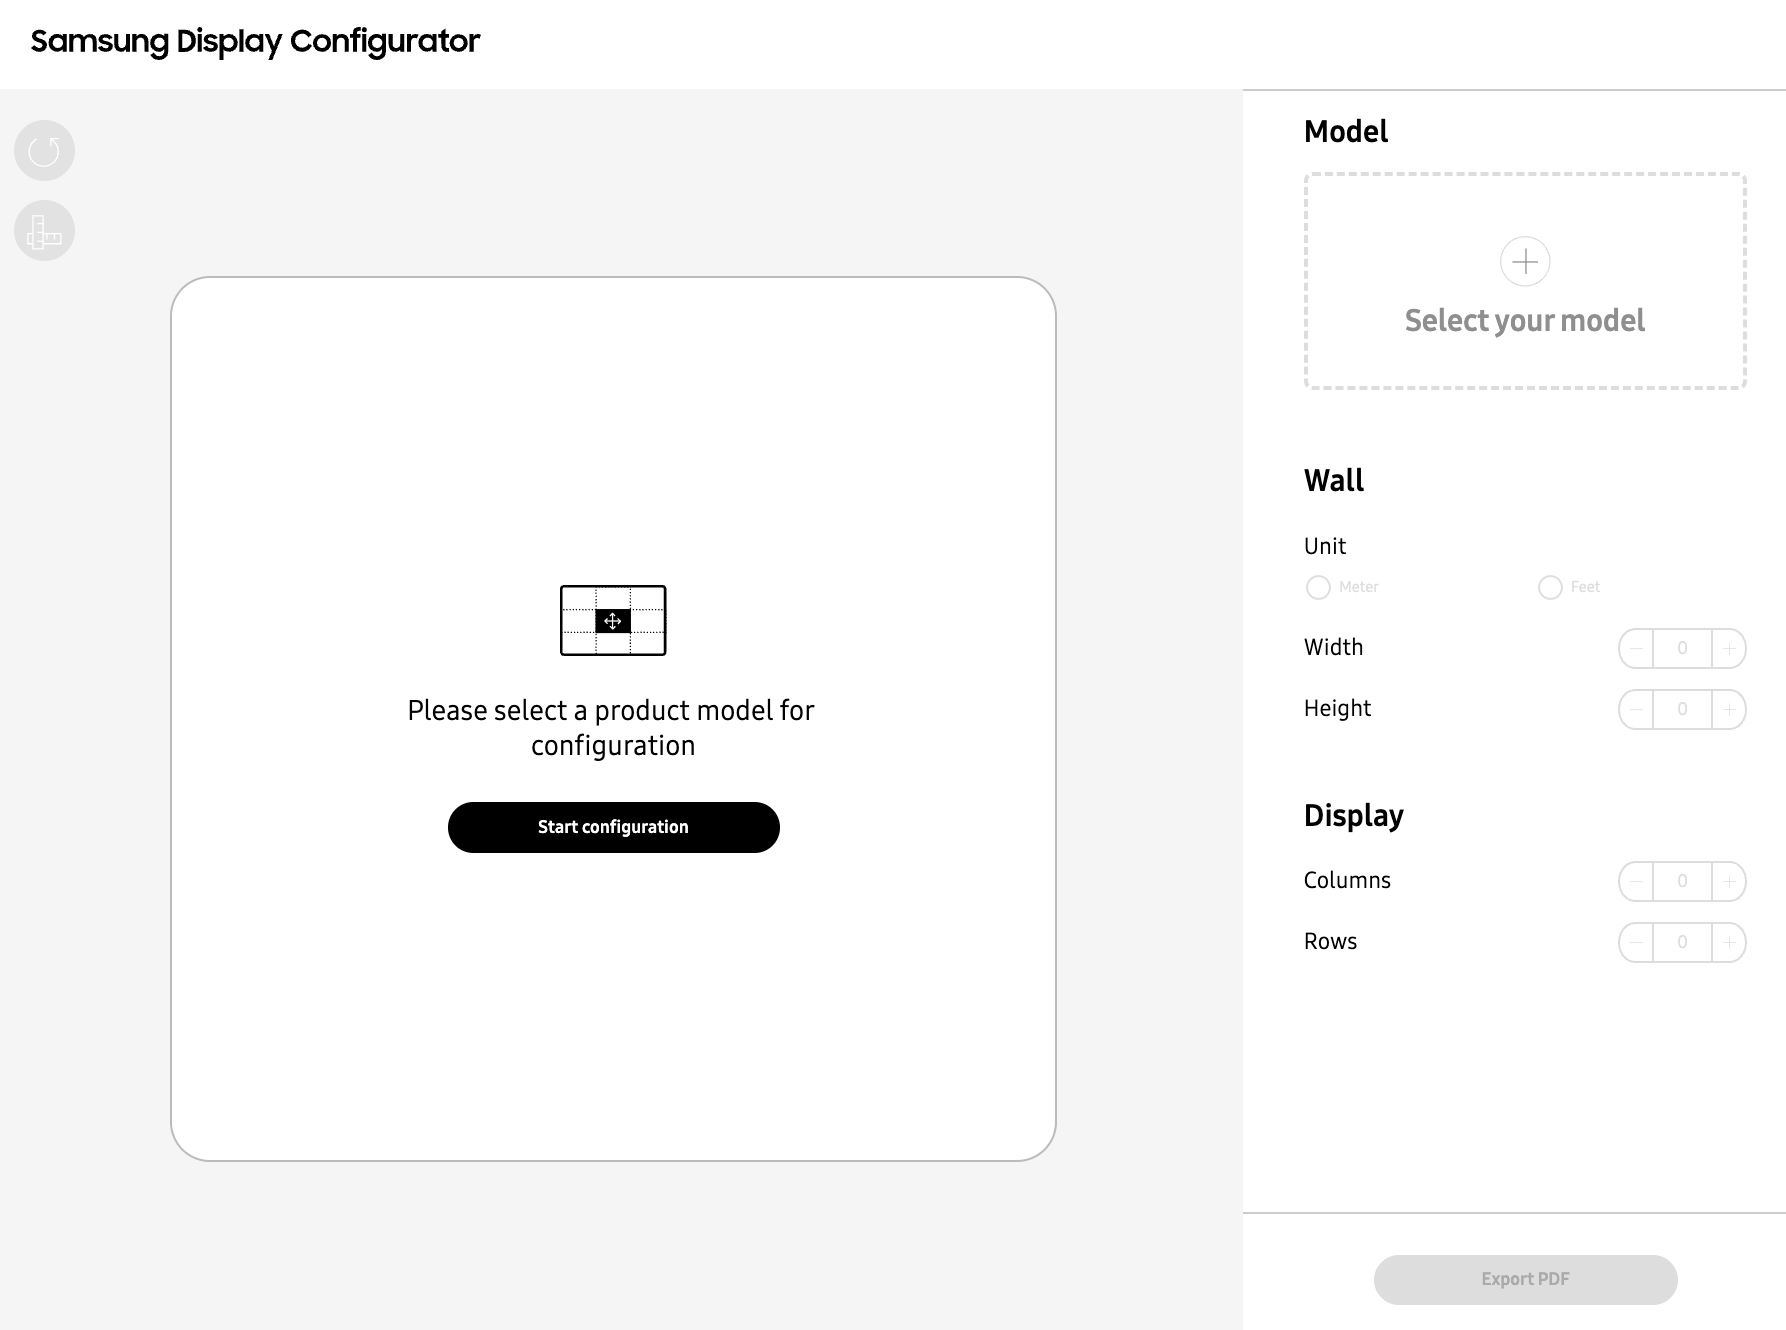 Samsung Display Configurator
Please select a product model for
configuration
Start configuration
Model
Select your model
Wall
Unit
Meter
Feet
Width
0
Height
0
Display
Columns
0
Rows
0
Export PDF